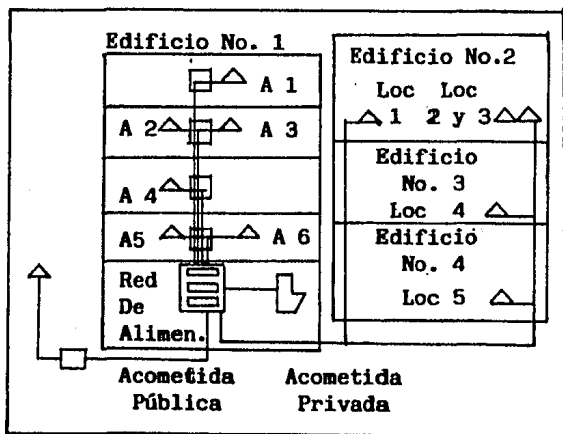 Edificio No. 1
A 1
A 2 A 3
A 4
A5 A 6
Red
De
Alimen.
Acometida
Pública
Acometida
Privada
Edificio No.2
Loc Loc
1 2 y 3
Edificio
No. 3
Loc 4
Edificio
No. 4
Loc 5